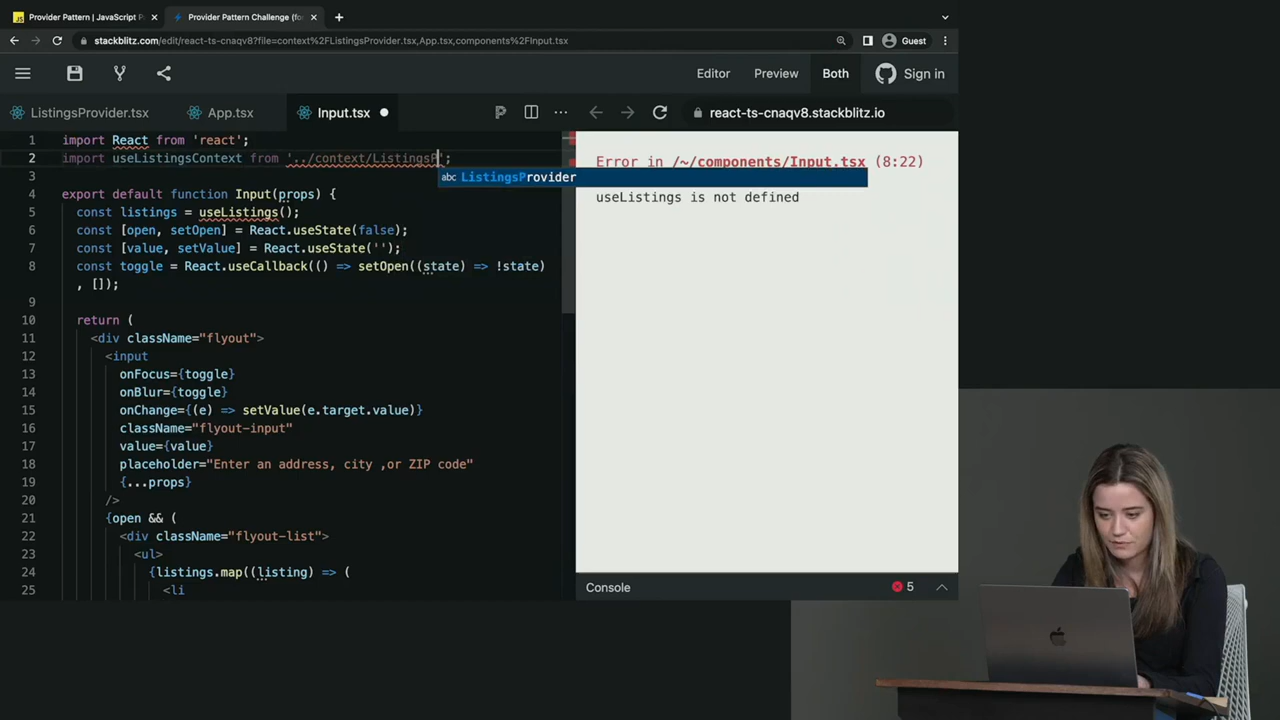 Provider Pattern | JavaScript Pa
Provider Pattern Challenge (fo
stackblitz.com/edit/react-ts-cnaqv8?file=context%2FListingsProvider.tsx,App.tsx,components%2FInput.tsx
Guest
Editor
Preview
Both
Sign in
ListingsProvider.tsx
App.tsx
Input.tsx
react-ts-cnaqv8.stackblitz.io
1 import React from 'react';
2 import useListingsContext from '../context/ListingsP';
abc ListingsProvider
3
4 export default function Input(props) {
5 const listings = useListings();
6 const [open, setOpen] = React.useState(false);
7 const [value, setValue] = React.useState('');
8 const toggle = React.useCallback(() => setOpen((state) => !state)
, []);
9
10 return (
11 <div className="flyout">
12 <input
13 onFocus={toggle}
14 onBlur={toggle}
15 onChange={(e) => setValue(e.target.value)}
16 className="flyout-input"
17 value={value}
18 placeholder="Enter an address, city ,or ZIP code"
19 {...props}
20 />
21 {open && (
22 <div className="flyout-list">
23 <ul>
24 {listings.map((listing) => (
25 <li
Error in /~/components/Input.tsx (8:22)
useListings is not defined
Console
5